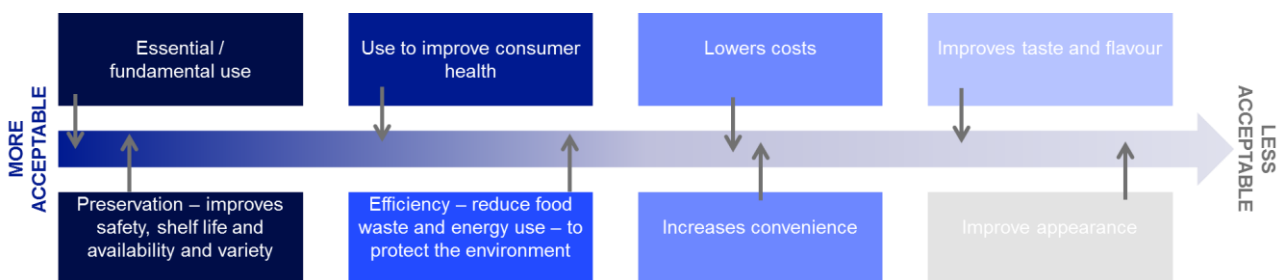 MORE
ACCEPTABLE
Essential /
fundamental use
Use to improve consumer
health
Lowers costs
Improves taste and flavour
LESS
ACCEPTABLE
Preservation – improves
safety, shelf life and
availability and variety
Efficiency – reduce food
waste and energy use – to
protect the environment
Increases convenience
Improve appearance